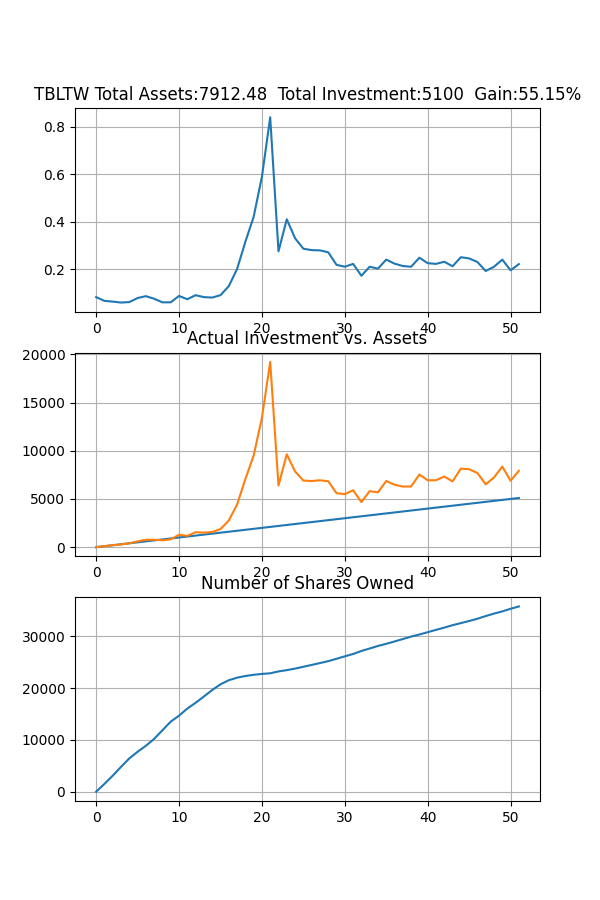 TBLTW Total Assets:7912.48  Total Investment:5100  Gain:55.15%
0.8
0.6
0.4
0.2
0 10 20 30 40 50
Actual Investment vs. Assets
20000
15000
10000
5000
0
0 10 20 30 40 50
Number of Shares Owned
30000
20000
10000
0
0 10 20 30 40 50